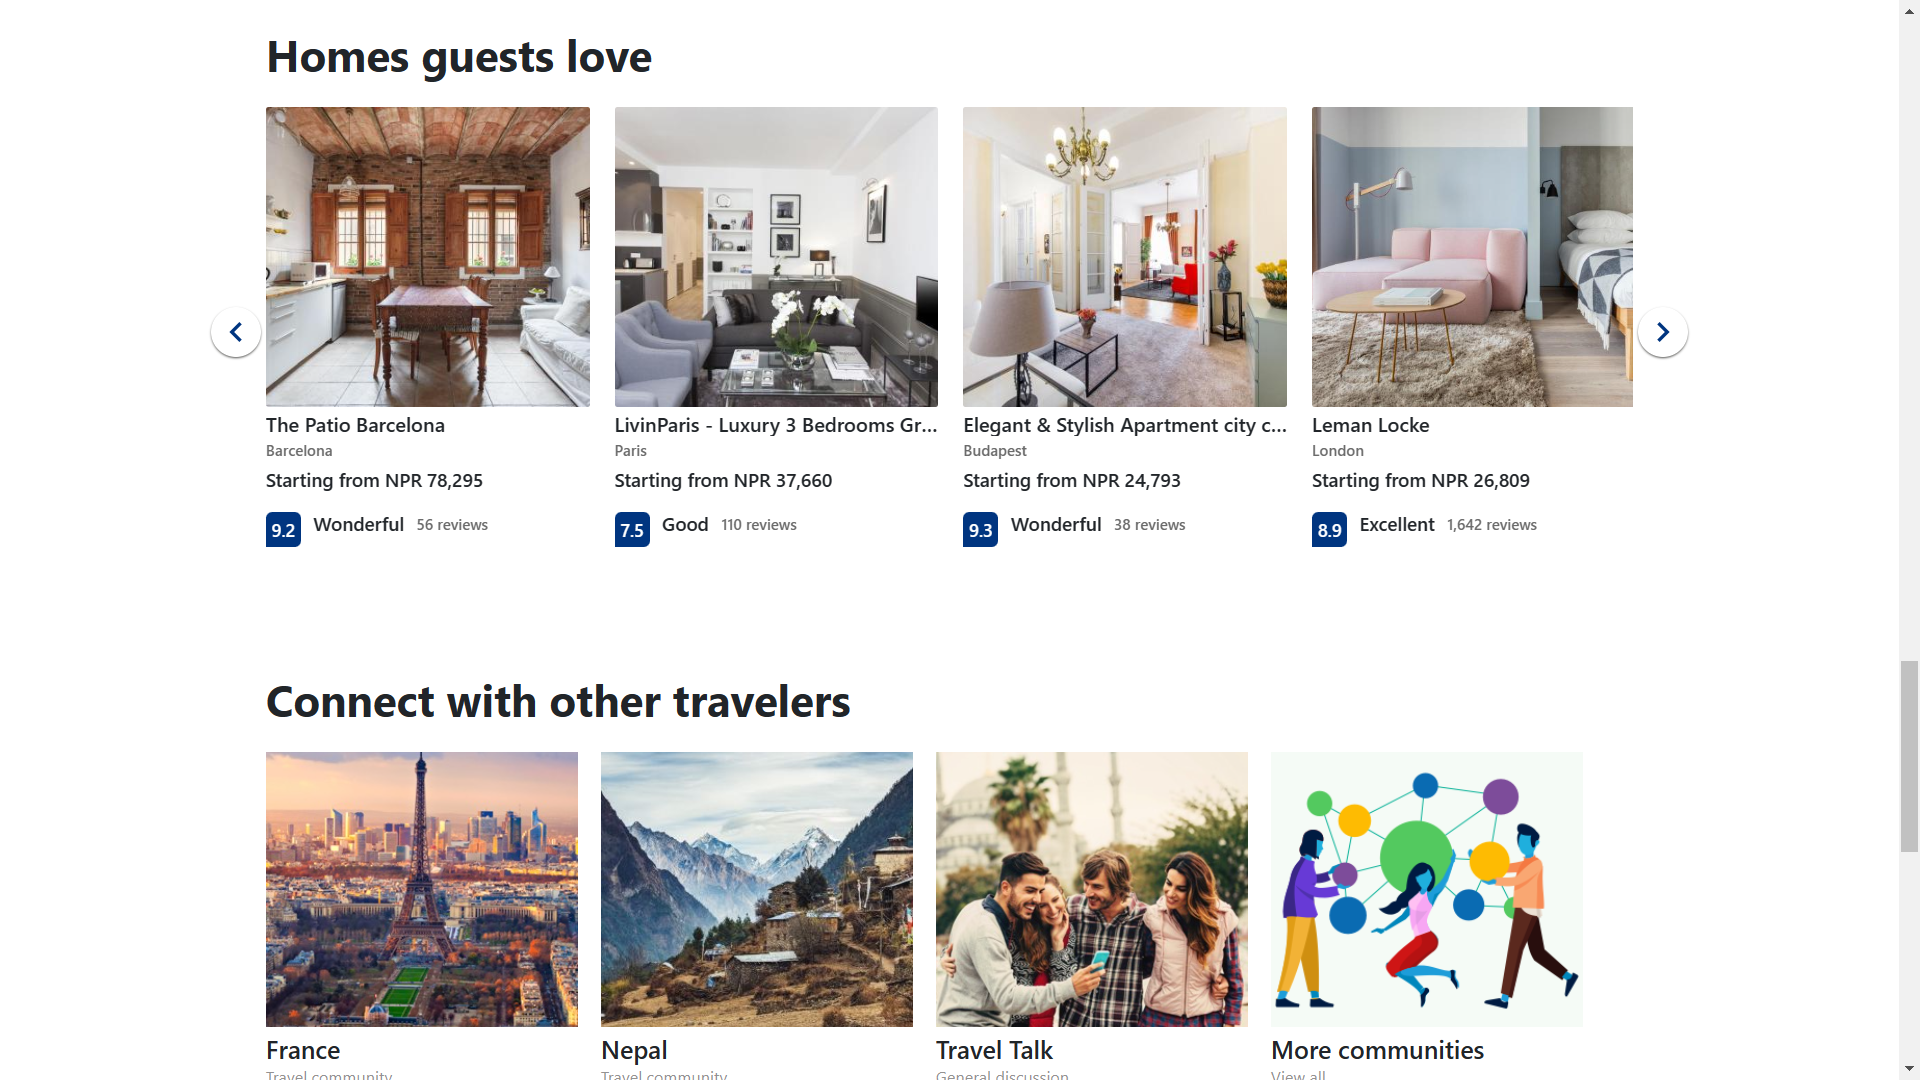 Homes guests love
The Patio Barcelona
Barcelona
Starting from NPR 78,295
9.2 Wonderful 56 reviews
LivinParis - Luxury 3 Bedrooms Gr...
Paris
Starting from NPR 37,660
7.5 Good 110 reviews
Elegant & Stylish Apartment city c...
Budapest
Starting from NPR 24,793
9.3 Wonderful 38 reviews
Leman Locke
London
Starting from NPR 26,809
8.9 Excellent 1,642 reviews
Connect with other travelers
France
Travel community
Nepal
Travel community
Travel Talk
General discussion
More communities
View all